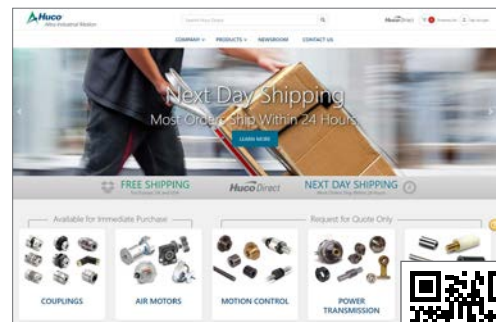 Huco
Altra Industrial Motion
HucoDirect
COMPANY PRODUCTS NEWSROOM CONTACT US
Next Day Shipping
Most Orders Ship Within 24 Hours
LEARN MORE
FREE SHIPPING
HucoDirect
NEXT DAY SHIPPING
Available for Immediate Purchase
Request for Quote Only
COUPLINGS
AIR MOTORS
MOTION CONTROL
POWER
TRANSMISSION